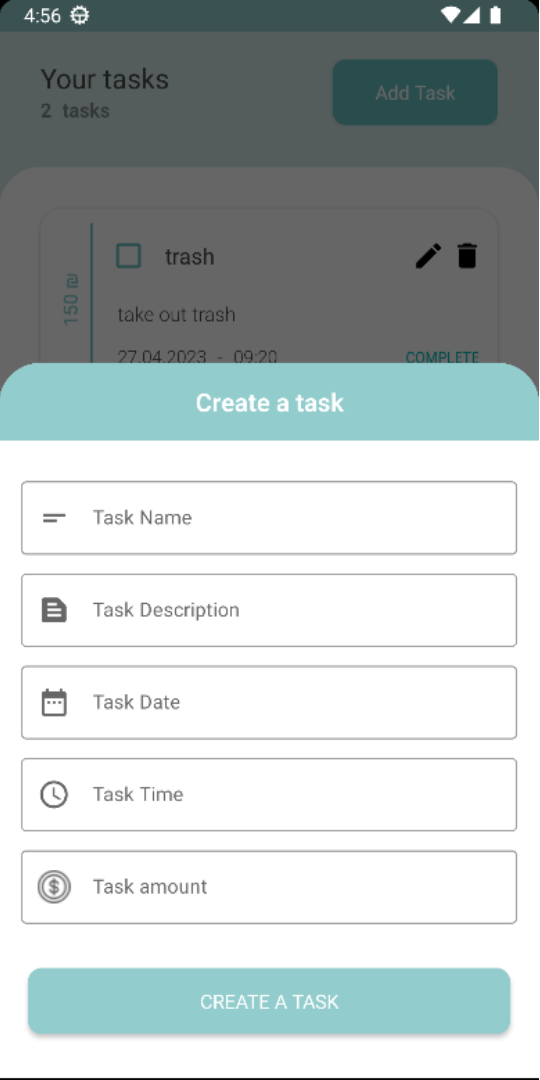 4:56
Your tasks
2 tasks
Add Task
150 ₪
trash
take out trash
27.04.2023 - 09:20
COMPLETE
Create a task
Task Name
Task Description
Task Date
Task Time
Task amount
CREATE A TASK